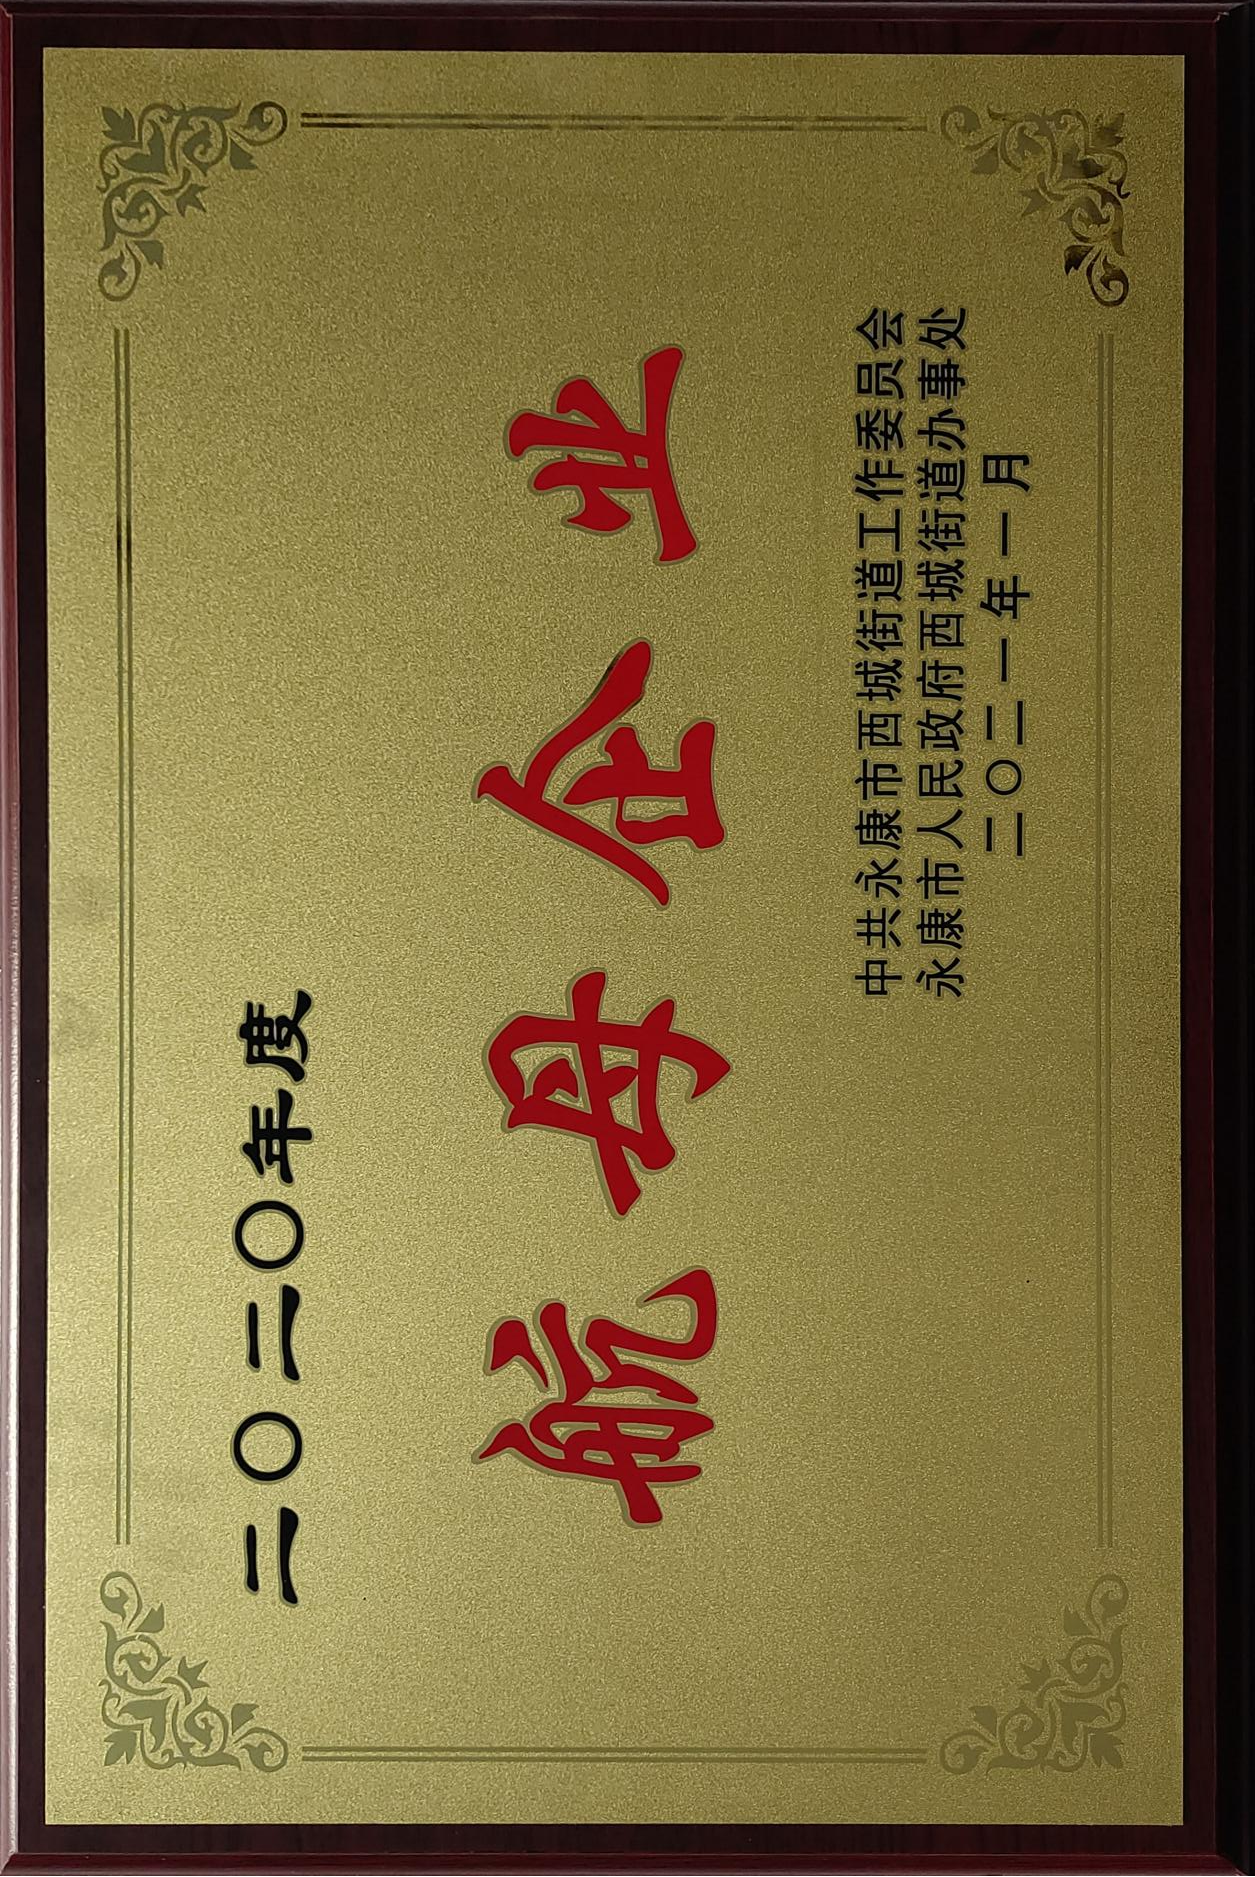 二〇二〇年度
航母企业
中共永康市西城街道工作委员会
永康市人民政府西城街道办事处
二〇二一年一月